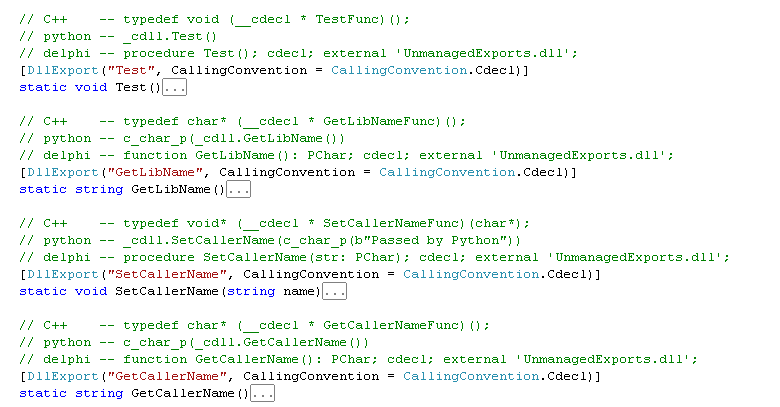 // C++    -- typedef void (__cdecl * TestFunc)();
// python -- _cdll.Test()
// delphi -- procedure Test(); cdecl; external 'UnmanagedExports.dll';
[DllExport("Test", CallingConvention = CallingConvention.Cdecl)]
static void Test()...
// C++    -- typedef char* (__cdecl * GetLibNameFunc)();
// python -- c_char_p(_cdll.GetLibName())
// delphi -- function GetLibName(): PChar; cdecl; external 'UnmanagedExports.dll';
[DllExport("GetLibName", CallingConvention = CallingConvention.Cdecl)]
static string GetLibName()...
// C++    -- typedef void* (__cdecl * SetCallerNameFunc)(char*);
// python -- _cdll.SetCallerName(c_char_p(b"Passed by Python"))
// delphi -- procedure SetCallerName(str: PChar); cdecl; external 'UnmanagedExports.dll';
[DllExport("SetCallerName", CallingConvention = CallingConvention.Cdecl)]
static void SetCallerName(string name)...
// C++    -- typedef char* (__cdecl * GetCallerNameFunc)();
// python -- c_char_p(_cdll.GetCallerName())
// delphi -- function GetCallerName(): PChar; cdecl; external 'UnmanagedExports.dll';
[DllExport("GetCallerName", CallingConvention = CallingConvention.Cdecl)]
static string GetCallerName()...